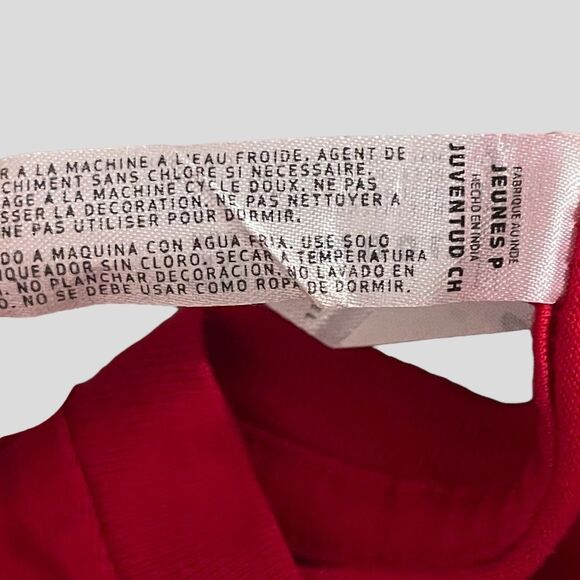 R A LA MACHINE A L'EAU FROIDE. AGENT DE
CHIMENT SANS CHLORE SI NECESSAIRE.
AGE A LA MACHINE CYCLE DOUX. NE PAS
SSER LA DECORATION. NE PAS NETTOYER A
NE PAS UTILISER POUR DORMIR.
DO A MAQUINA CON AGUA FRIA. USE SOLO
NQUEADOR SIN CLORO. SECAR A TEMPERATURA
NO PLANCHAR DECORACION. NO LAVADO EN
O. NO SE DEBE USAR COMO ROPA DE DORMIR.
FABRIQUE AU INDE
HECHO EN INDIA
JEUNES P
JUVENTUD CH